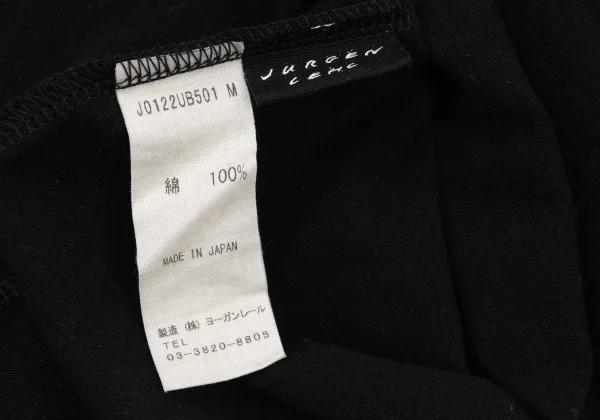 JURGEN
LEHL
J0122UB501 M
綿 100%
MADE IN JAPAN
製造 (株) ヨーガンレール
TEL
03-3820-8805